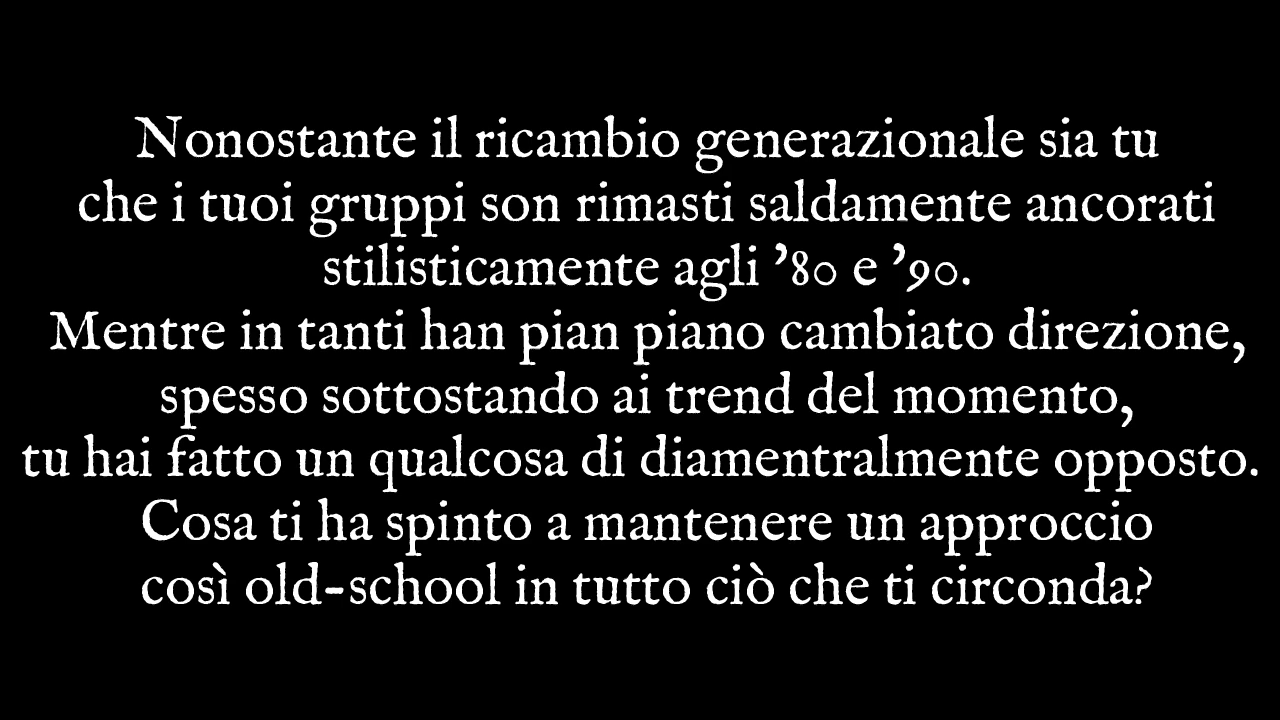 Nonostante il ricambio generazionale sia tu
che i tuoi gruppi son rimasti saldamente ancorati
stilisticamente agli ’80 e ’90.
Mentre in tanti han pian piano cambiato direzione,
spesso sottostando ai trend del momento,
tu hai fatto un qualcosa di diamentralmente opposto.
Cosa ti ha spinto a mantenere un approccio
così old-school in tutto ciò che ti circonda?